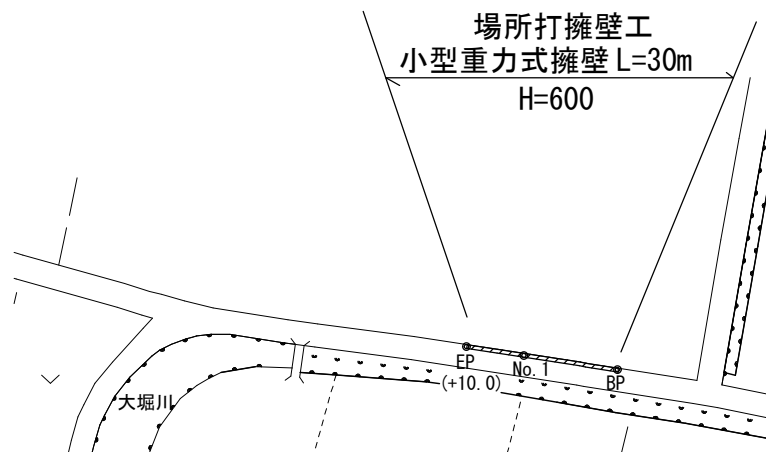 場所打擁壁工
小型重力式擁壁 L=30m
H=600
EP
No. 1
BP
(+10.0)
大堀川